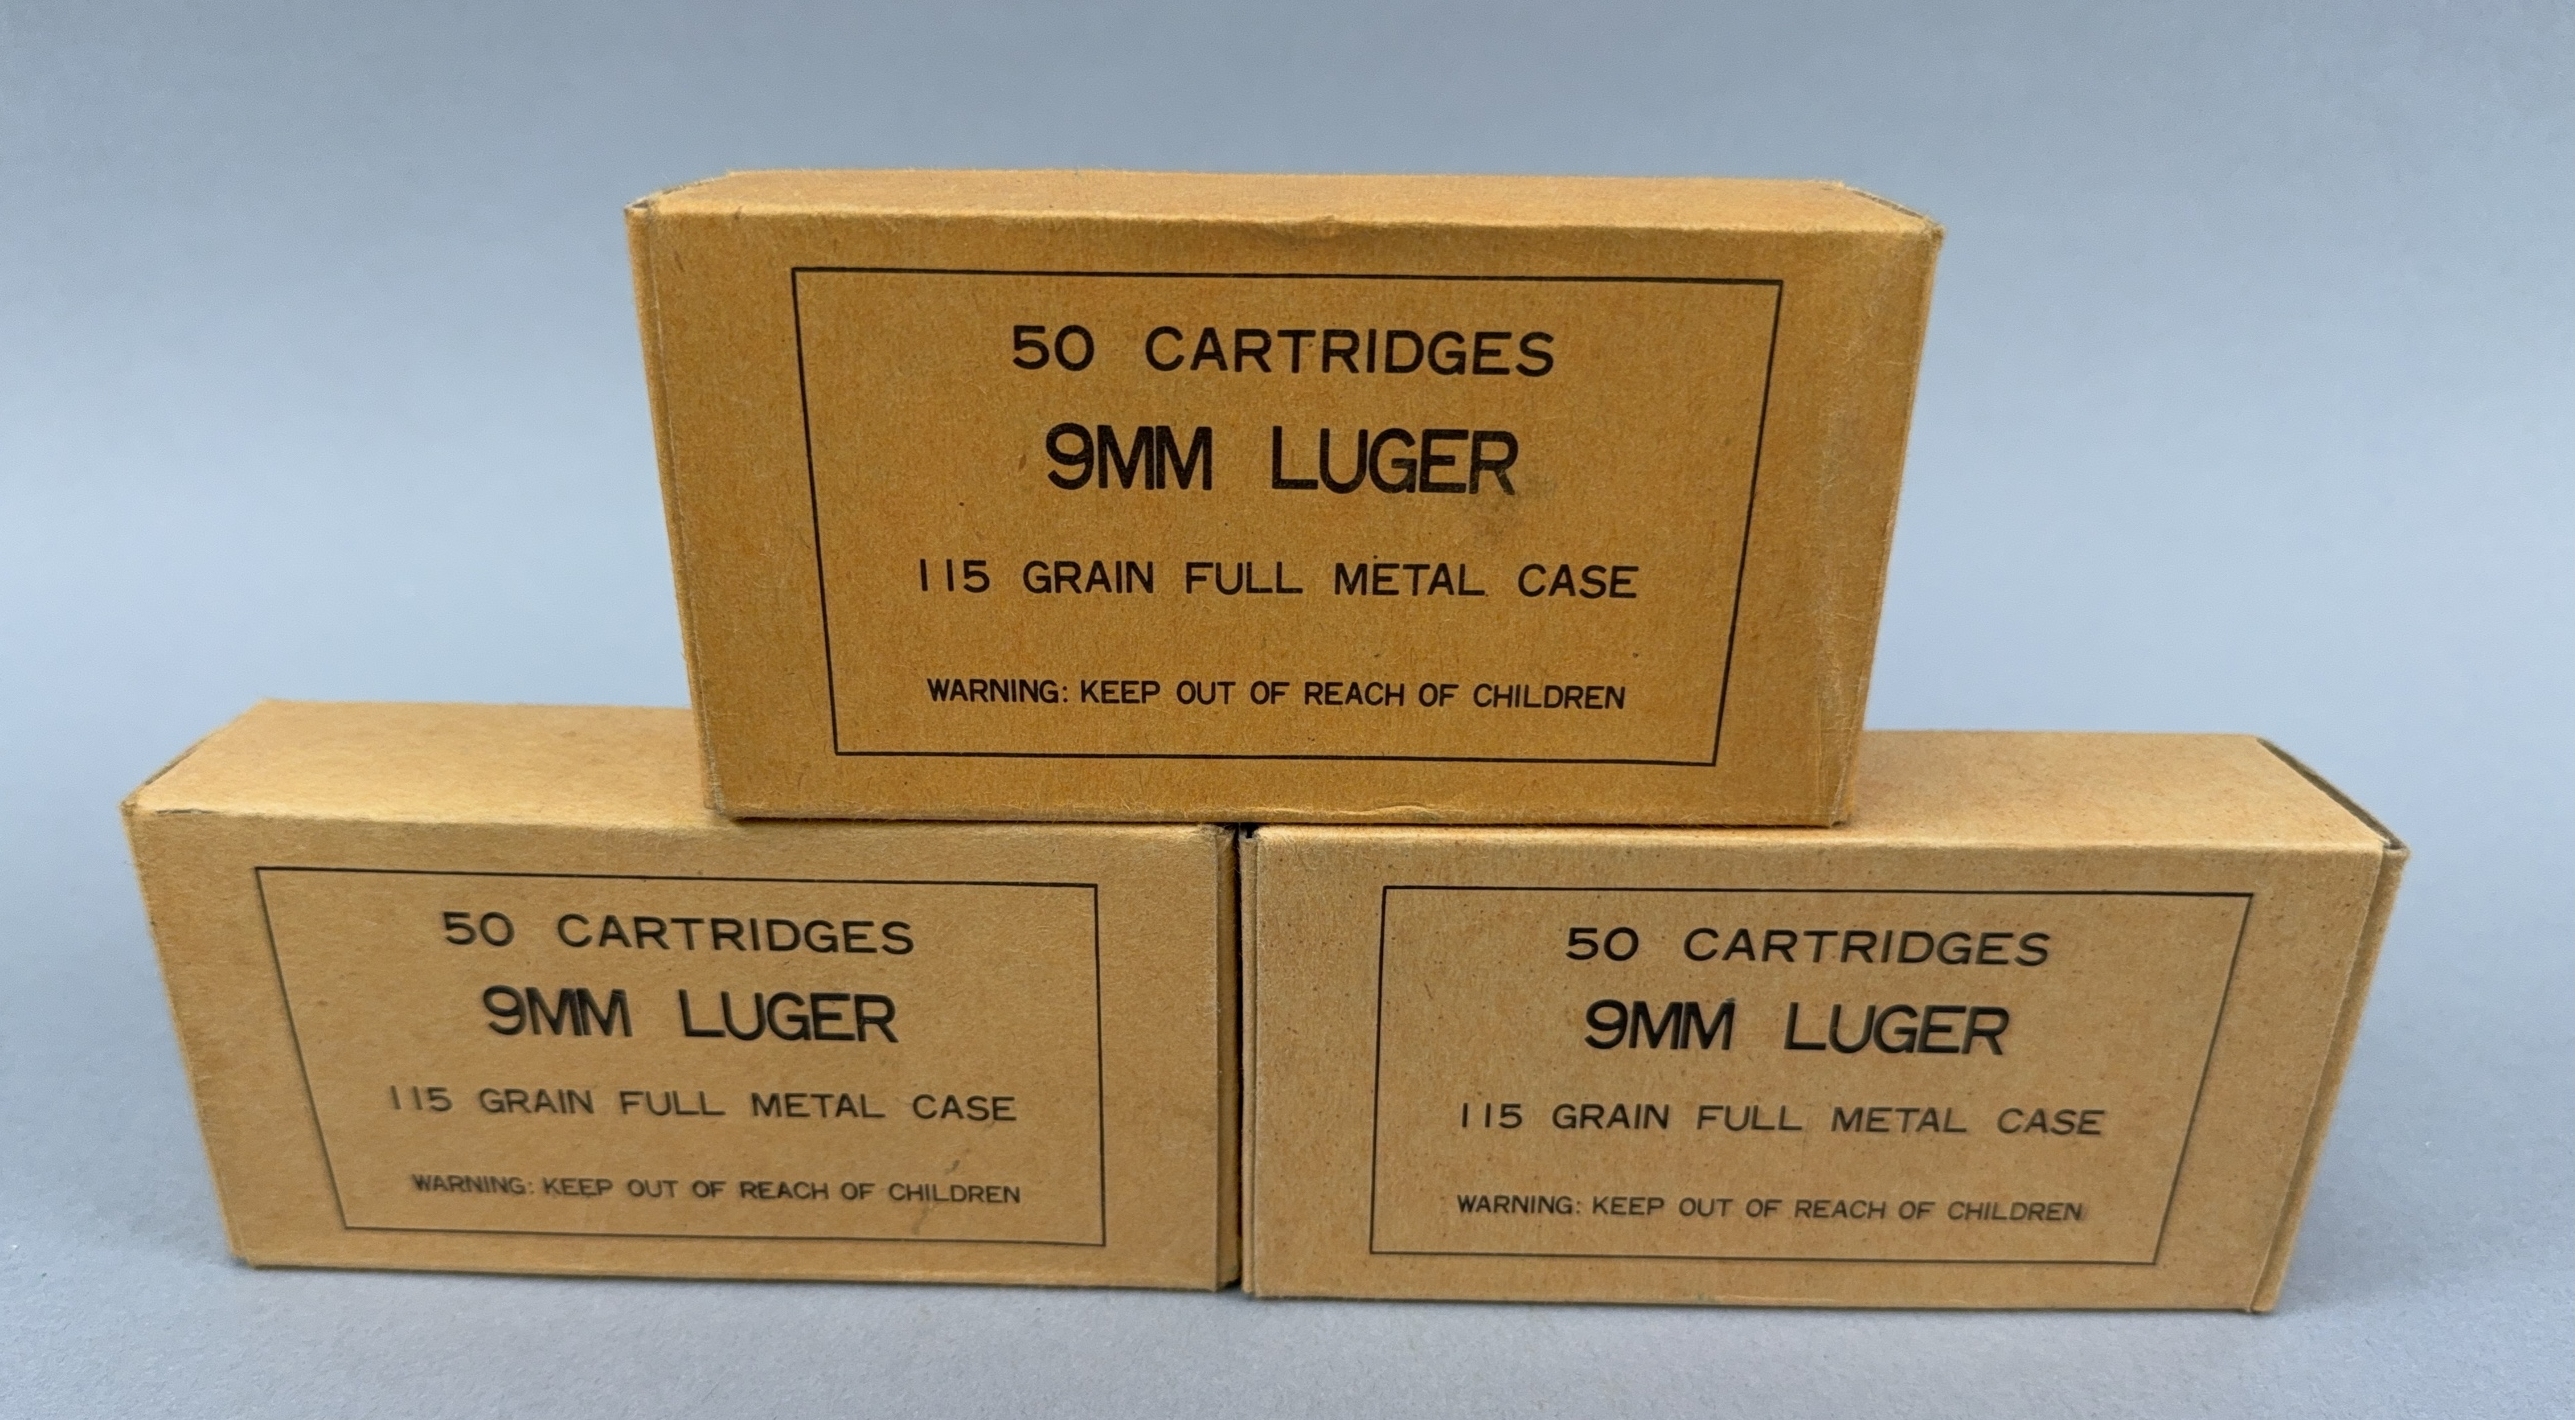 50 CARTRIDGES
9MM LUGER
115 GRAIN FULL METAL CASE
WARNING: KEEP OUT OF REACH OF CHILDREN
50 CARTRIDGES
9MM LUGER
115 GRAIN FULL METAL CASE
WARNING: KEEP OUT OF REACH OF CHILDREN
50 CARTRIDGES
9MM LUGER
115 GRAIN FULL METAL CASE
WARNING: KEEP OUT OF REACH OF CHILDREN